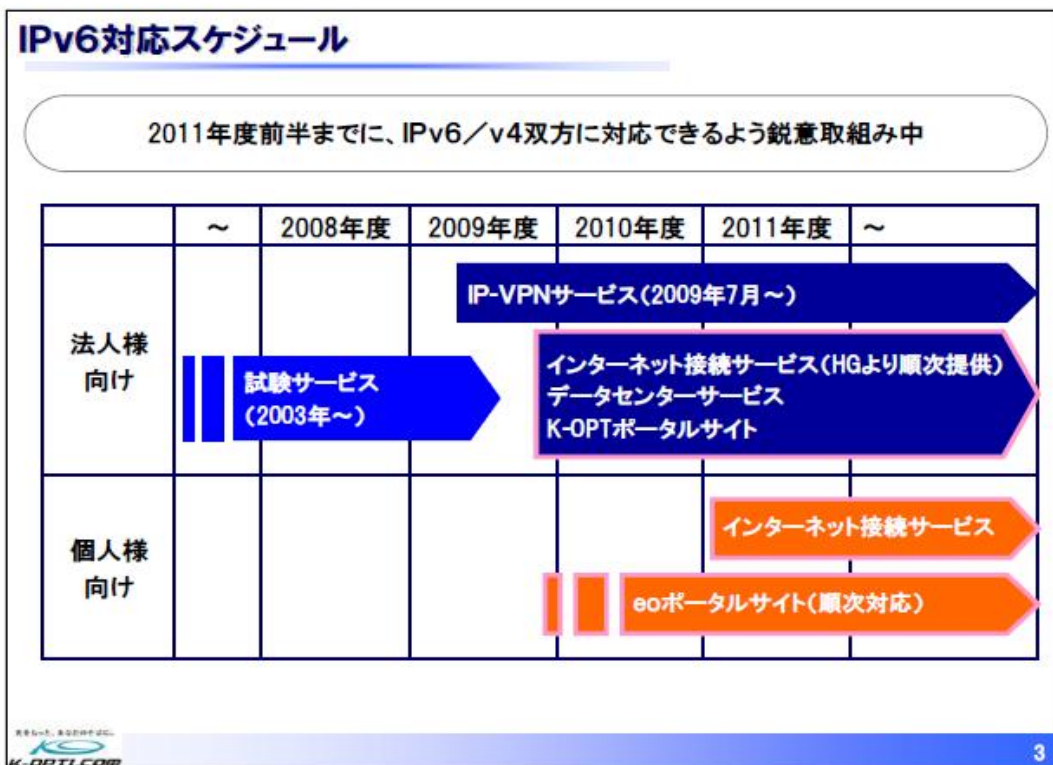 IPv6対応スケジュール
2011年度前半までに、IPv6／v4双方に対応できるよう鋭意取組み中
～ 2008年度 2009年度 2010年度 2011年度 ～
法人様
向け
IP-VPNサービス(2009年7月～)
試験サービス
(2003年～)
インターネット接続サービス(HGより順次提供)
データセンターサービス
K-OPTポータルサイト
個人様
向け
インターネット接続サービス
eoポータルサイト(順次対応)
K-OPTI.COM
3